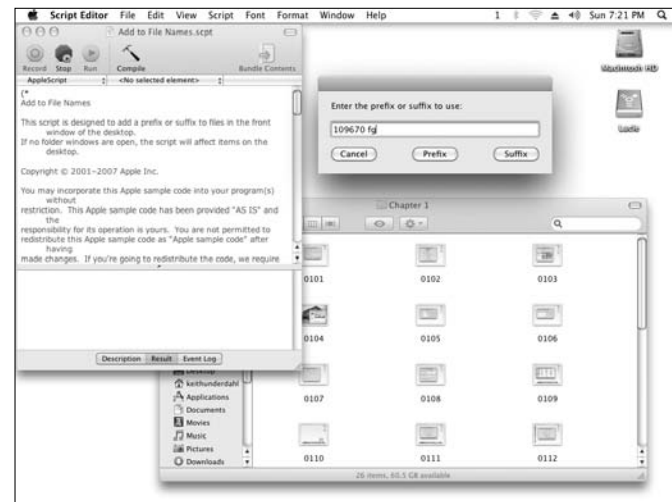 Script Editor File Edit View Script Font Format Window Help 1 Sun 7:21 PM
Add to File Names.scpt
Record Stop Run Compile Bundle Contents
AppleScript <No selected element>
(*
Add to File Names
This script is designed to add a prefix or suffix to files in the front
window of the desktop.
If no folder windows are open, the script will affect items on the
desktop.
Copyright © 2001–2007 Apple Inc.
You may incorporate this Apple sample code into your program(s)
without
restriction. This Apple sample code has been provided "AS IS" and
the
responsibility for its operation is yours. You are not permitted to
redistribute this Apple sample code as "Apple sample code" after
having
made changes. If you're going to redistribute the code, we require
Description Result Event Log
Enter the prefix or suffix to use:
109670 fg
Cancel Prefix Suffix
Macintosh HD
Chapter 1
0101 0102 0103
0104 0105 0106
0107 0108 0109
0110 0111 0112
Desktop
keithunderdahl
Applications
Documents
Movies
Music
Pictures
Downloads
26 items, 60.5 GB available